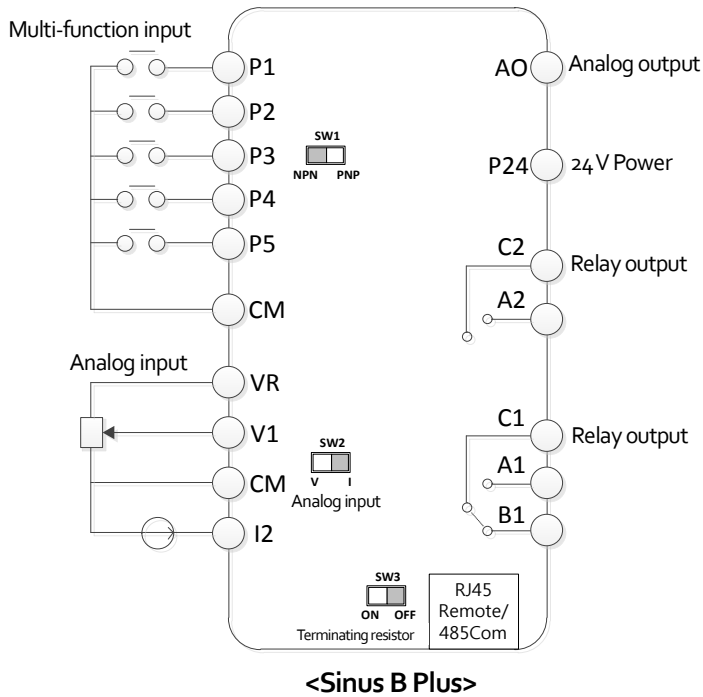 Multi-function input
P1
P2
P3
P4
P5
CM
SW1
NPN PNP
Analog input
VR
V1
CM
I2
SW2
V I
Analog input
SW3
ON OFF
Terminating resistor
RJ45
Remote/
485Com
AO Analog output
P24 24 V Power
C2 Relay output
A2
C1 Relay output
A1
B1
<Sinus B Plus>